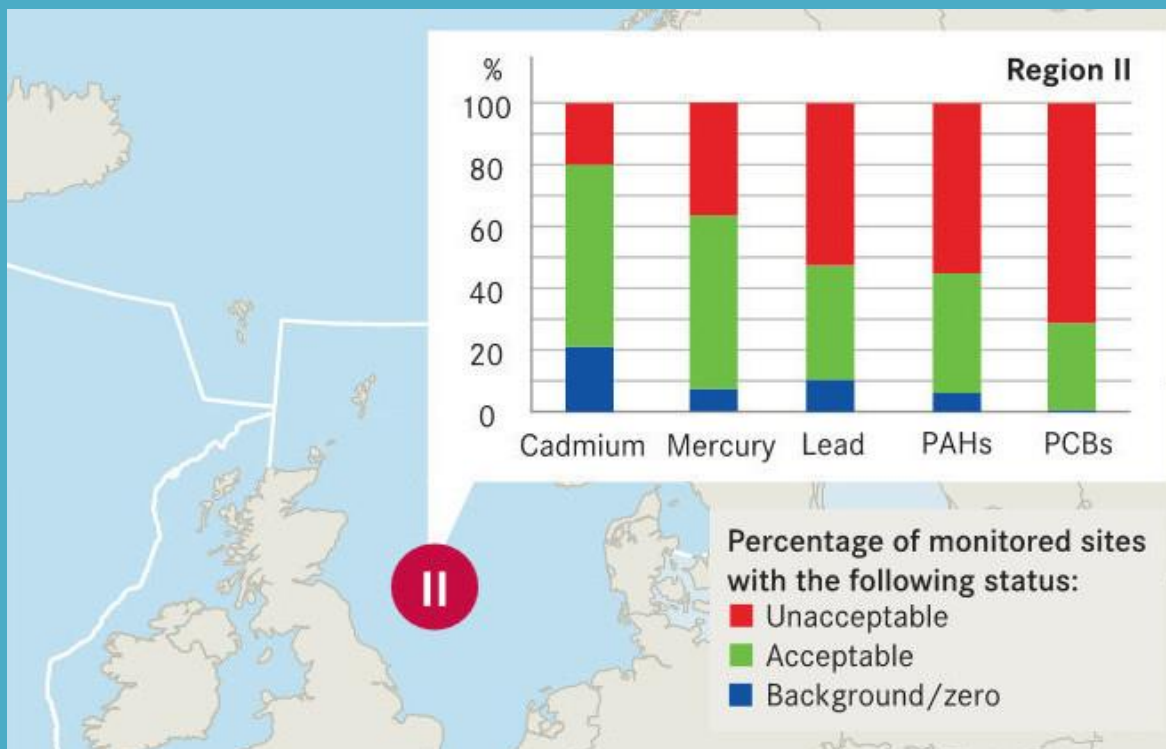 %
Region II
100
80
60
40
20
0
Cadmium Mercury Lead PAHs PCBs
II
Percentage of monitored sites
with the following status:
Unacceptable
Acceptable
Background/zero